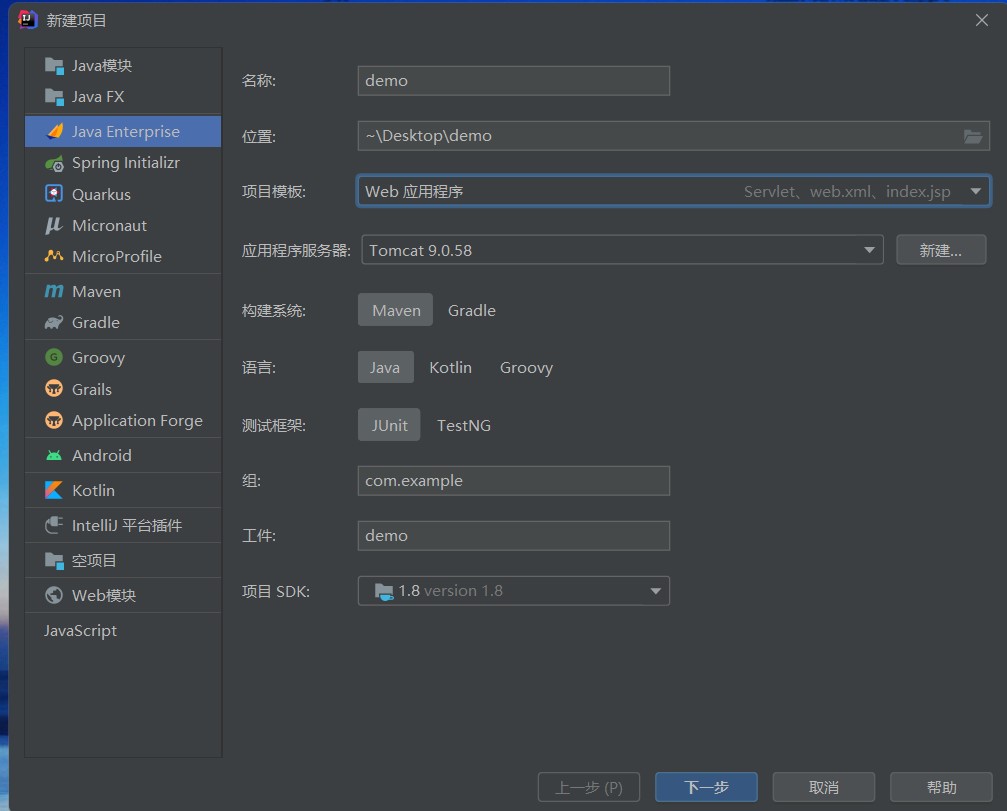 新建项目
Java模块
Java FX
Java Enterprise
Spring Initializr
Quarkus
Micronaut
MicroProfile
Maven
Gradle
Groovy
Grails
Application Forge
Android
Kotlin
IntelliJ 平台插件
空项目
Web模块
JavaScript
名称: demo
位置: ~\Desktop\demo
项目模板: Web 应用程序 Servlet、web.xml、index.jsp
应用程序服务器: Tomcat 9.0.58 新建...
构建系统: Maven Gradle
语言: Java Kotlin Groovy
测试框架: JUnit TestNG
组: com.example
工件: demo
项目 SDK: 1.8 version 1.8
上一步 (P) 下一步 取消 帮助